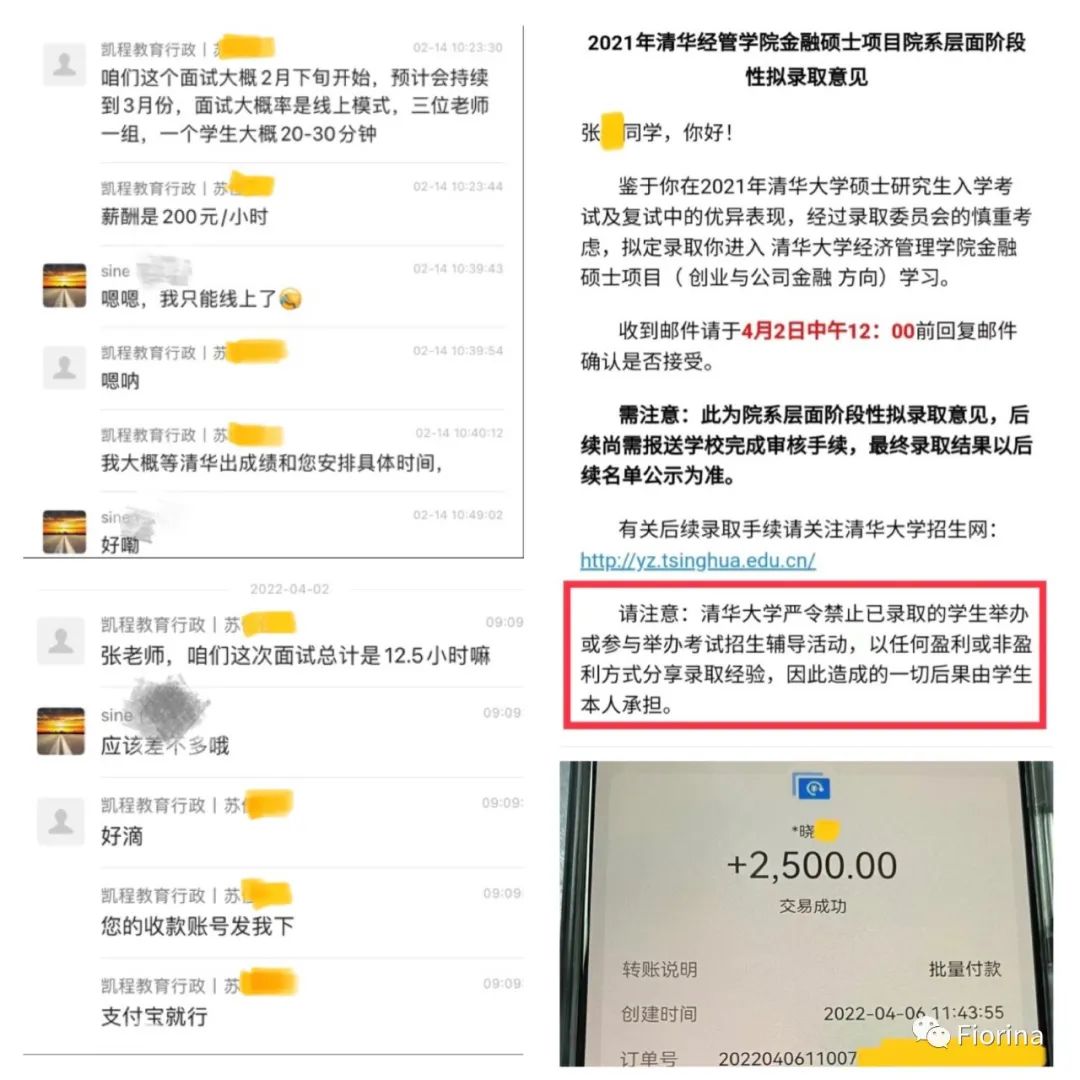 凯程教育行政丨苏
02-14 10:23:30
咱们这个面试大概2月下旬开始，预计会持续
到3月份，面试大概率是线上模式，三位老师
一组，一个学生大概20-30分钟
凯程教育行政丨苏
02-14 10:23:44
薪酬是200元/小时
sine
02-14 10:39:43
嗯嗯，我只能线上了😂
凯程教育行政丨苏
02-14 10:39:54
嗯呐
凯程教育行政丨苏
02-14 10:40:12
我大概等清华出成绩和您安排具体时间，
sine
02-14 10:49:02
好嘞
2022-04-02
凯程教育行政丨苏
09:09
张老师，咱们这次面试总计是12.5小时嘛
sine
09:09
应该差不多哦
凯程教育行政丨苏
09:09:
好滴
凯程教育行政丨苏
09:09
您的收款账号发我下
凯程教育行政丨苏
09:09
支付宝就行
2021年清华经管学院金融硕士项目院系层面阶段
性拟录取意见
张 同学，你好！
鉴于你在2021年清华大学硕士研究生入学考
试及复试中的优异表现，经过录取委员会的慎重考
虑，拟定录取你进入 清华大学经济管理学院金融
硕士项目（ 创业与公司金融 方向）学习。
收到邮件请于4月2日中午12：00前回复邮件
确认是否接受。
需注意：此为院系层面阶段性拟录取意见，后
续尚需报送学校完成审核手续，最终录取结果以后
续名单公示为准。
有关后续录取手续请关注清华大学招生网：
http://yz.tsinghua.edu.cn/
请注意：清华大学严令禁止已录取的学生举办
或参与举办考试招生辅导活动，以任何盈利或非盈
利方式分享录取经验，因此造成的一切后果由学生
本人承担。
*晓
+2,500.00
交易成功
转账说明
批量付款
创建时间
2022-04-06 11:43:55
订单号
2022040611007
Fiorina